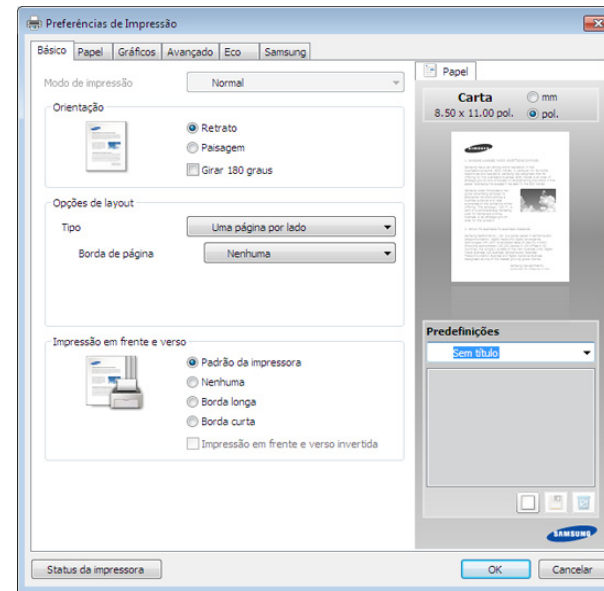 Preferências de Impressão
Básico Papel Gráficos Avançado Eco Samsung
Modo de impressão Normal
Orientação
Retrato
Paisagem
Girar 180 graus
Opções de layout
Tipo Uma página por lado
Borda de página Nenhuma
Impressão em frente e verso
Padrão da impressora
Nenhuma
Borda longa
Borda curta
Impressão em frente e verso invertida
Papel
Carta mm
8.50 x 11.00 pol. pol.
SAMSUNG
Predefinições
Sem título
SAMSUNG
Status da impressora OK Cancelar